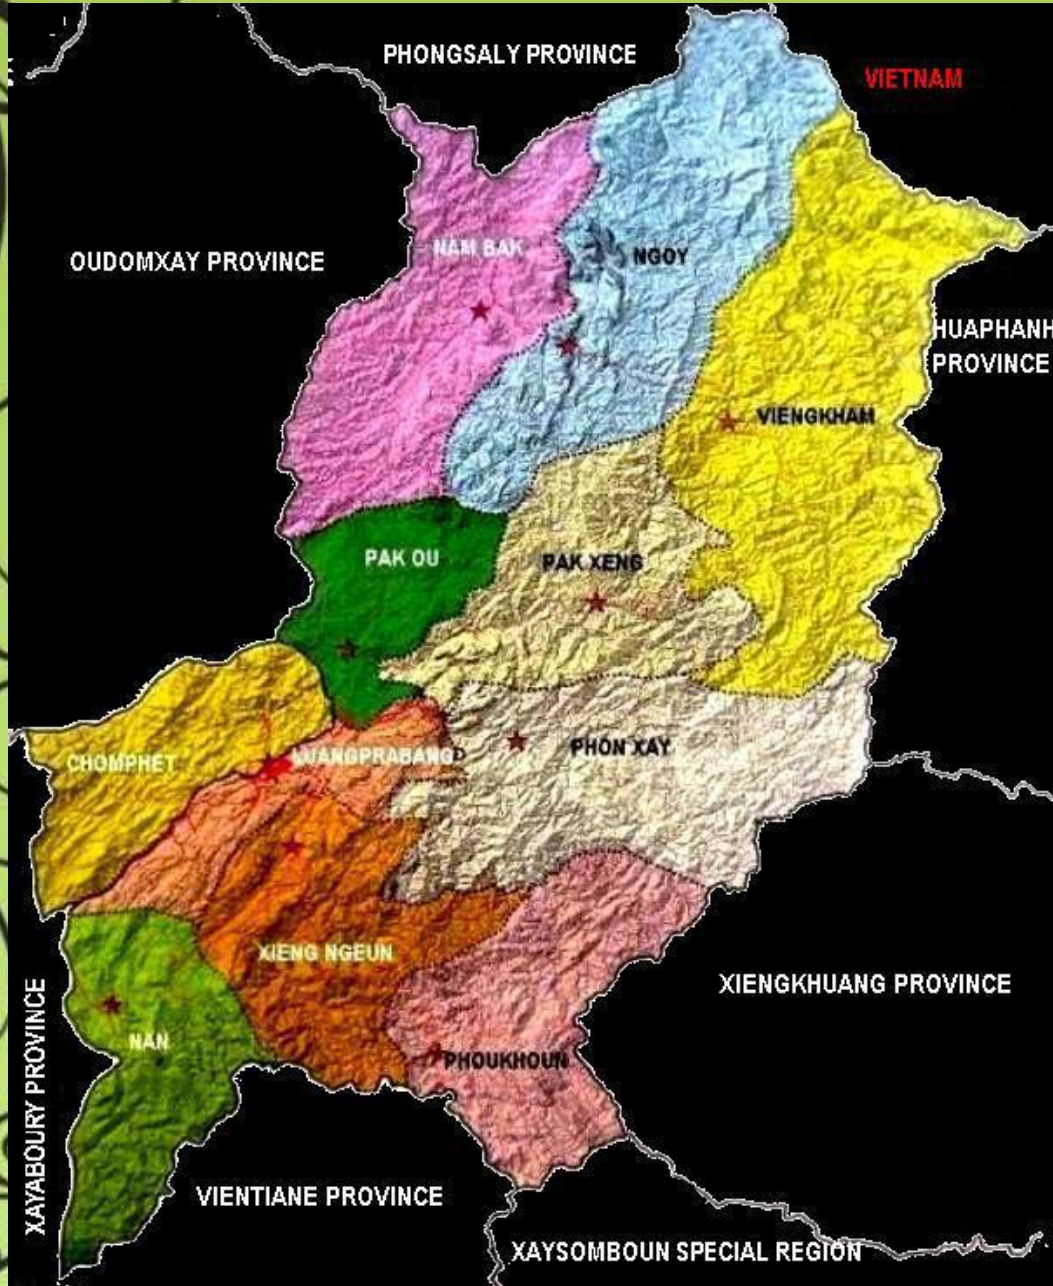 PHONGSALY PROVINCE
VIETNAM
NAM BAK
NGOY
OUDOMXAY PROVINCE
HUAPHANH
PROVINCE
VIENGKHAM
PAK OU
PAK XENG
PHON XAY
LUANGPRABANG
CHOMPHET
XIENG NGEUN
XIENGKHUANG PROVINCE
NAN
PHOUKHOUN
XAYABOURY PROVINCE
VIENTIANE PROVINCE
XAYSOMBOUN SPECIAL REGION